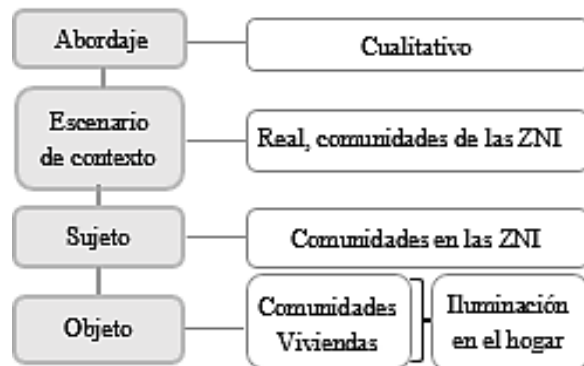 Abordaje
Cualitativo
Escenario
de contexto
Real, comunidades de las ZNI
Sujeto
Comunidades en las ZNI
Objeto
Comunidades
Viviendas
Iluminación
en el hogar